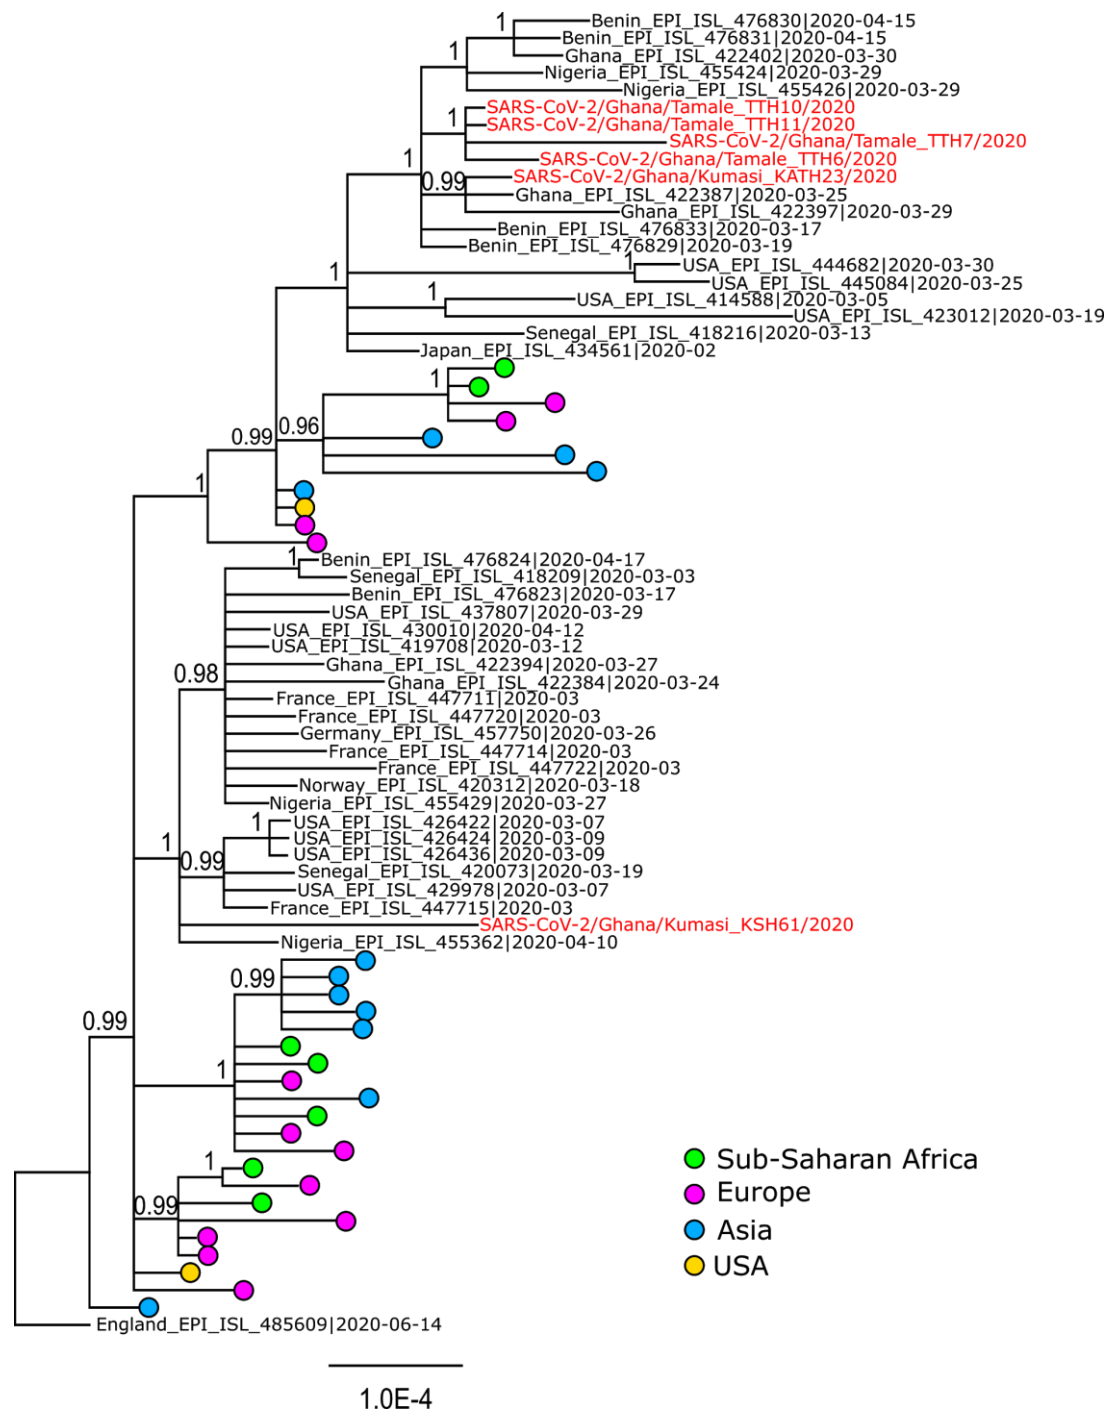 1
Benin_EPI_ISL_476830|2020-04-15
Benin_EPI_ISL_476831|2020-04-15
1
Ghana_EPI_ISL_422402|2020-03-30
Nigeria_EPI_ISL_455424|2020-03-29
Nigeria_EPI_ISL_455426|2020-03-29
SARS-CoV-2/Ghana/Tamale_TTH10/2020
SARS-CoV-2/Ghana/Tamale_TTH11/2020
1
SARS-CoV-2/Ghana/Tamale_TTH7/2020
1
SARS-CoV-2/Ghana/Tamale_TTH6/2020
0.99
SARS-CoV-2/Ghana/Kumasi_KATH23/2020
Ghana_EPI_ISL_422387|2020-03-25
Ghana_EPI_ISL_422397|2020-03-29
Benin_EPI_ISL_476833|2020-03-17
Benin_EPI_ISL_476829|2020-03-19
1
1
USA_EPI_ISL_444682|2020-03-30
USA_EPI_ISL_445084|2020-03-25
1
USA_EPI_ISL_414588|2020-03-05
USA_EPI_ISL_423012|2020-03-19
Senegal_EPI_ISL_418216|2020-03-13
Japan_EPI_ISL_434561|2020-02
1
0.99
0.96
1
Benin_EPI_ISL_476824|2020-04-17
1
Senegal_EPI_ISL_418209|2020-03-03
Benin_EPI_ISL_476823|2020-03-17
USA_EPI_ISL_437807|2020-03-29
USA_EPI_ISL_430010|2020-04-12
USA_EPI_ISL_419708|2020-03-12
Ghana_EPI_ISL_422394|2020-03-27
0.98
Ghana_EPI_ISL_422384|2020-03-24
France_EPI_ISL_447711|2020-03
France_EPI_ISL_447720|2020-03
Germany_EPI_ISL_457750|2020-03-26
France_EPI_ISL_447714|2020-03
France_EPI_ISL_447722|2020-03
Norway_EPI_ISL_420312|2020-03-18
Nigeria_EPI_ISL_455429|2020-03-27
1
USA_EPI_ISL_426422|2020-03-07
USA_EPI_ISL_426424|2020-03-09
1
USA_EPI_ISL_426436|2020-03-09
0.99
Senegal_EPI_ISL_420073|2020-03-19
USA_EPI_ISL_429978|2020-03-07
France_EPI_ISL_447715|2020-03
SARS-CoV-2/Ghana/Kumasi_KSH61/2020
Nigeria_EPI_ISL_455362|2020-04-10
0.99
0.99
1
1
0.99
Sub-Saharan Africa
Europe
Asia
USA
England_EPI_ISL_485609|2020-06-14
1.0E-4